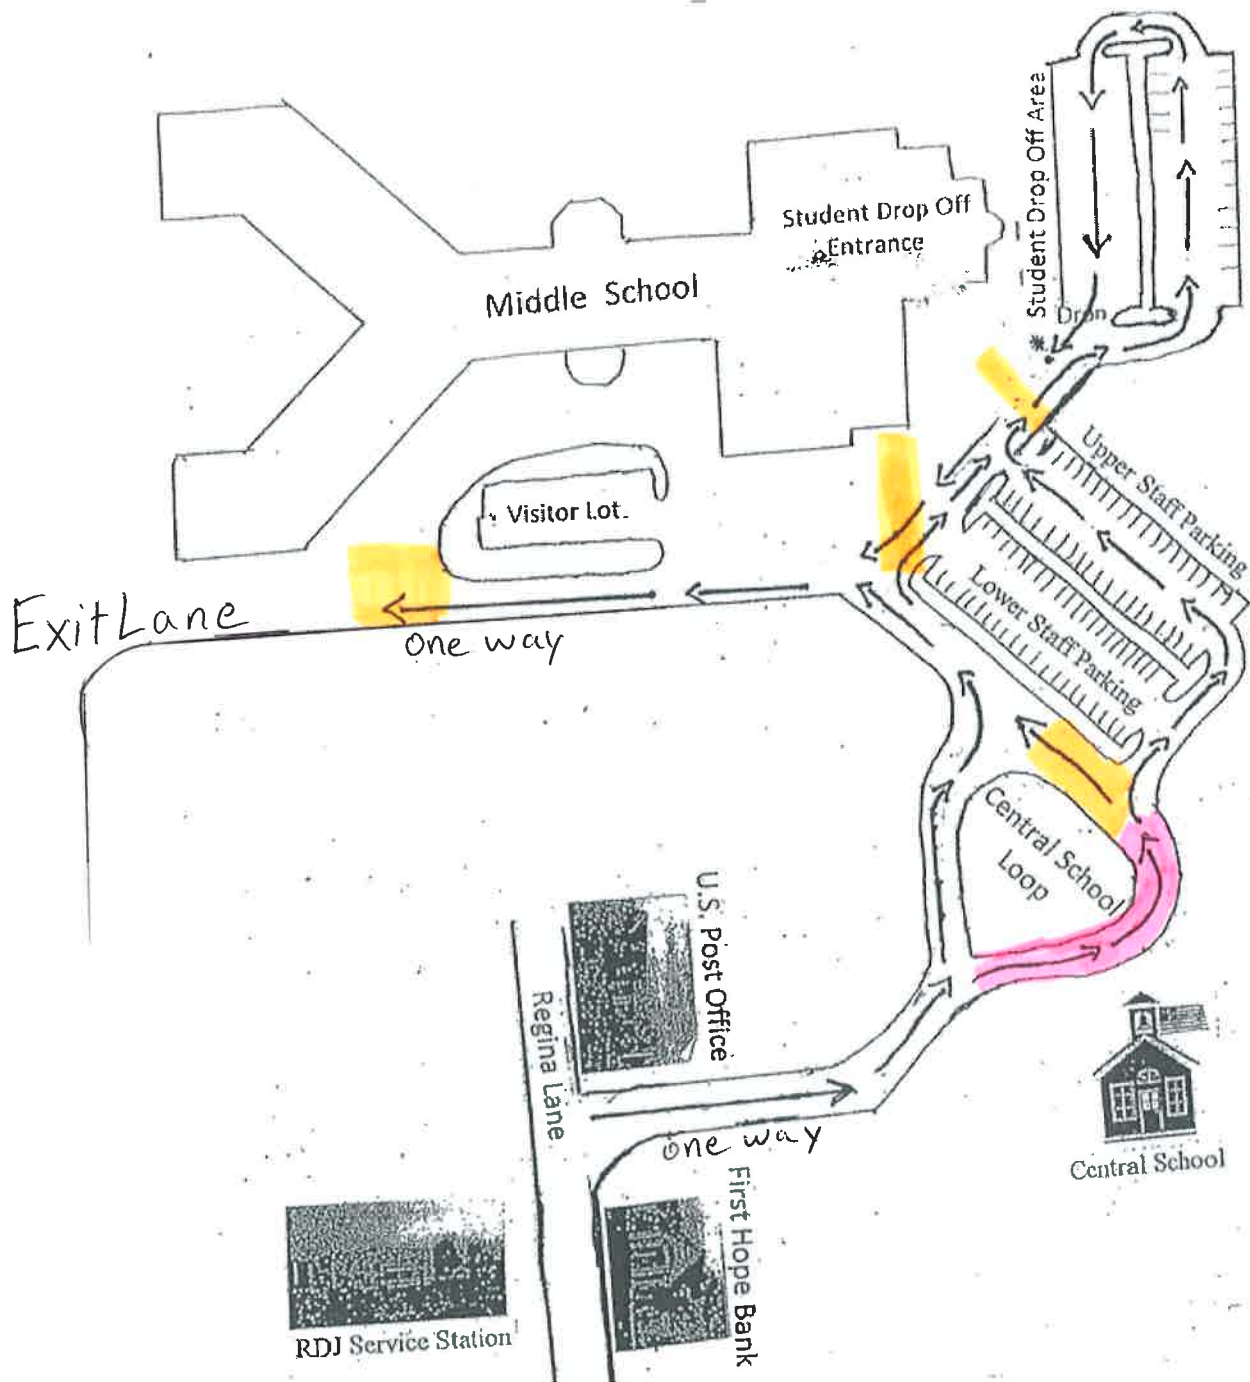 Student Drop Off Area
Student Drop Off
Entrance
Middle School
Drop
Upper Staff Parking
Visitor Lot.
Lower Staff Parking
Exit Lane
One way
Central School
Loop
U.S. Post Office
Regina Lane
One way
Central School
First Hope Bank
RDJ Service Station